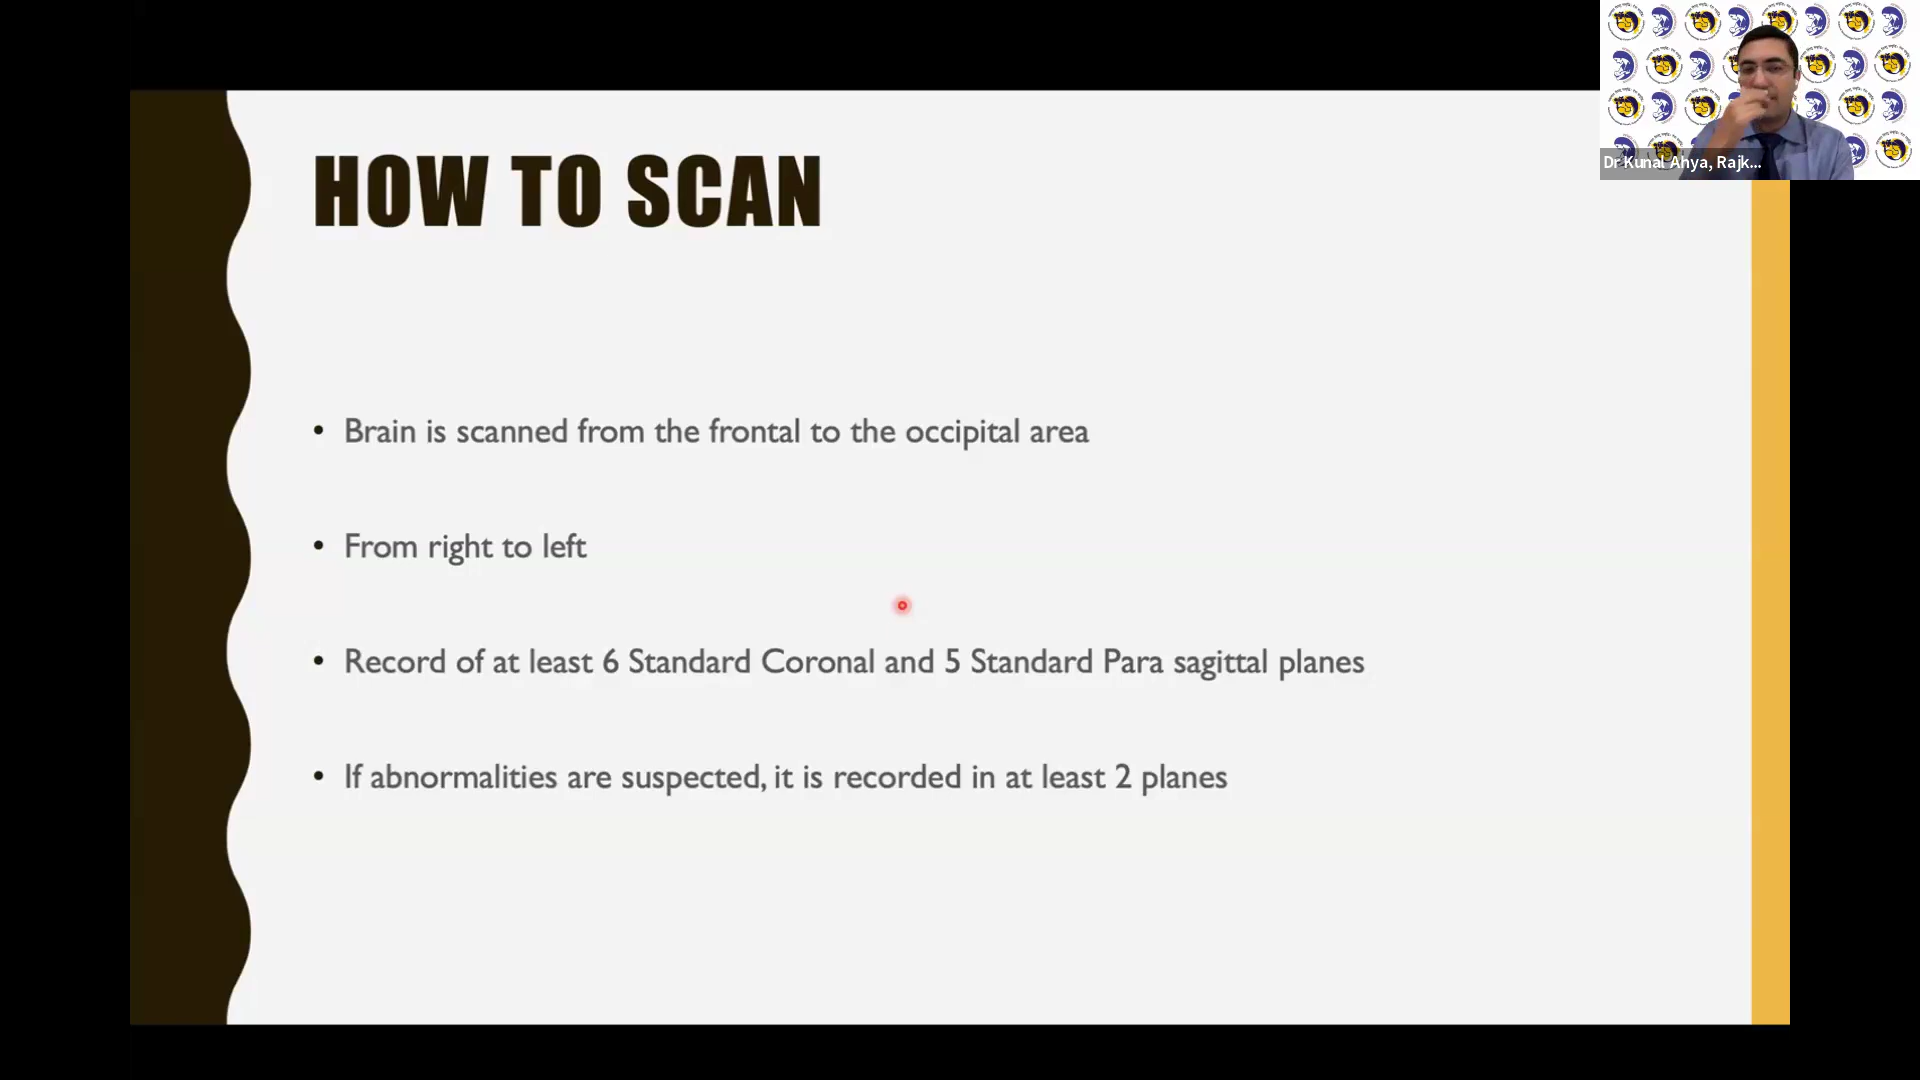 HOW TO SCAN
• Brain is scanned from the frontal to the occipital area
• From right to left
• Record of at least 6 Standard Coronal and 5 Standard Para sagittal planes
• If abnormalities are suspected, it is recorded in at least 2 planes
Dr Kunal Ahya, Rajk...